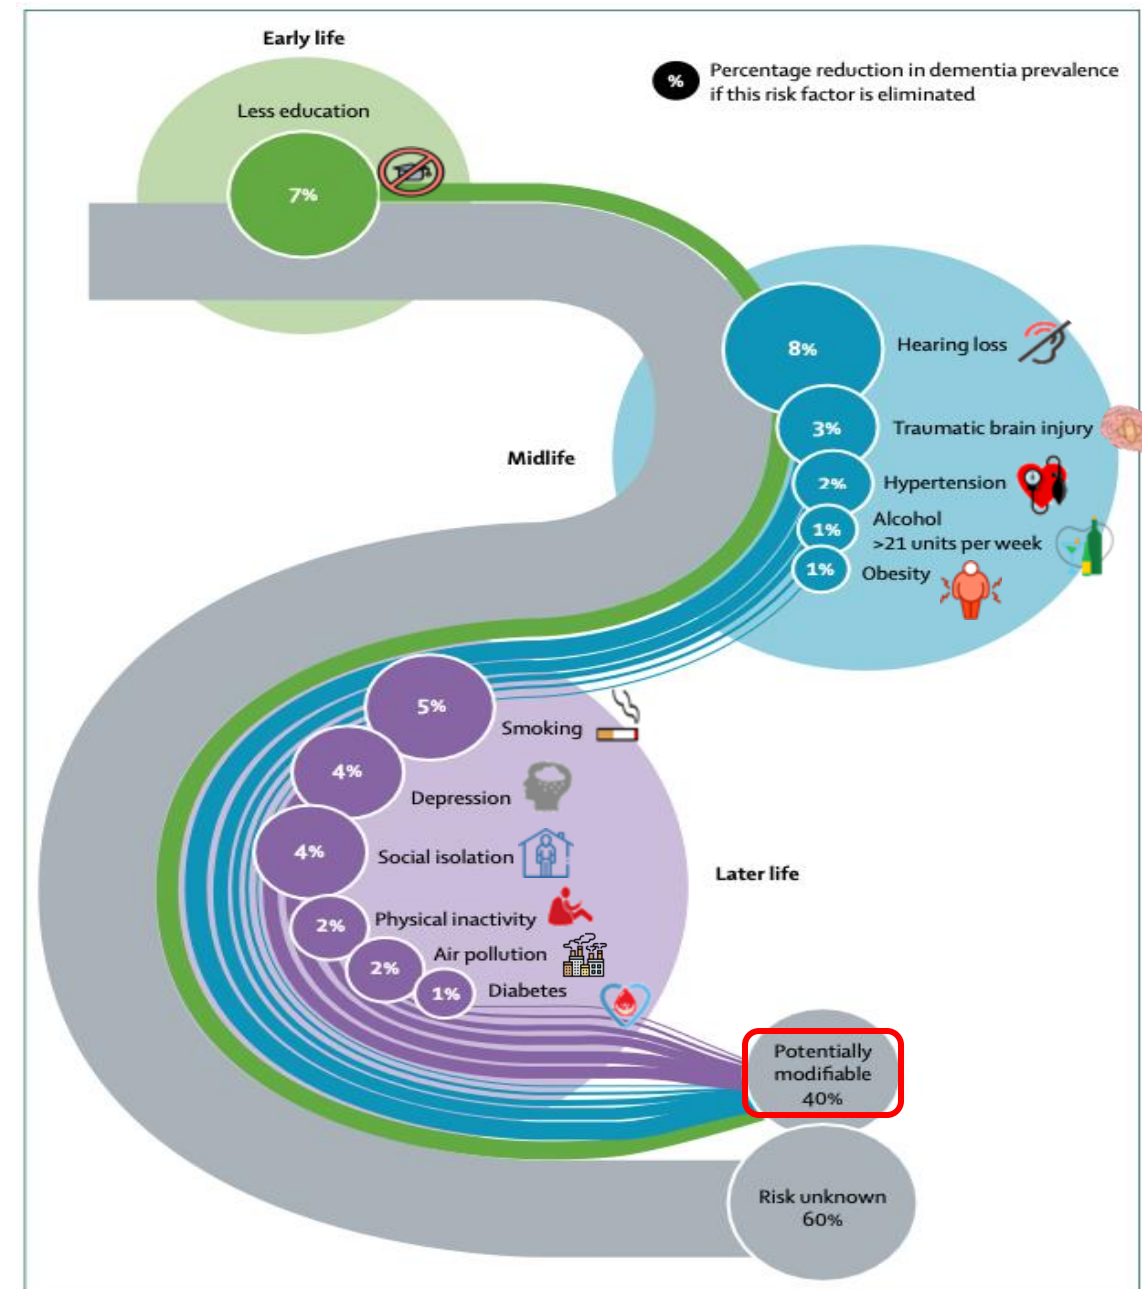 Early life
%
Percentage reduction in dementia prevalence
if this risk factor is eliminated
Less education
7%
8%
Hearing loss
3%
Traumatic brain injury
Midlife
2%
Hypertension
1%
Alcohol
>21 units per week
1%
Obesity
5%
Smoking
4%
Depression
4%
Social isolation
Later life
2%
Physical inactivity
2%
Air pollution
1%
Diabetes
Potentially
modifiable
40%
Risk unknown
60%